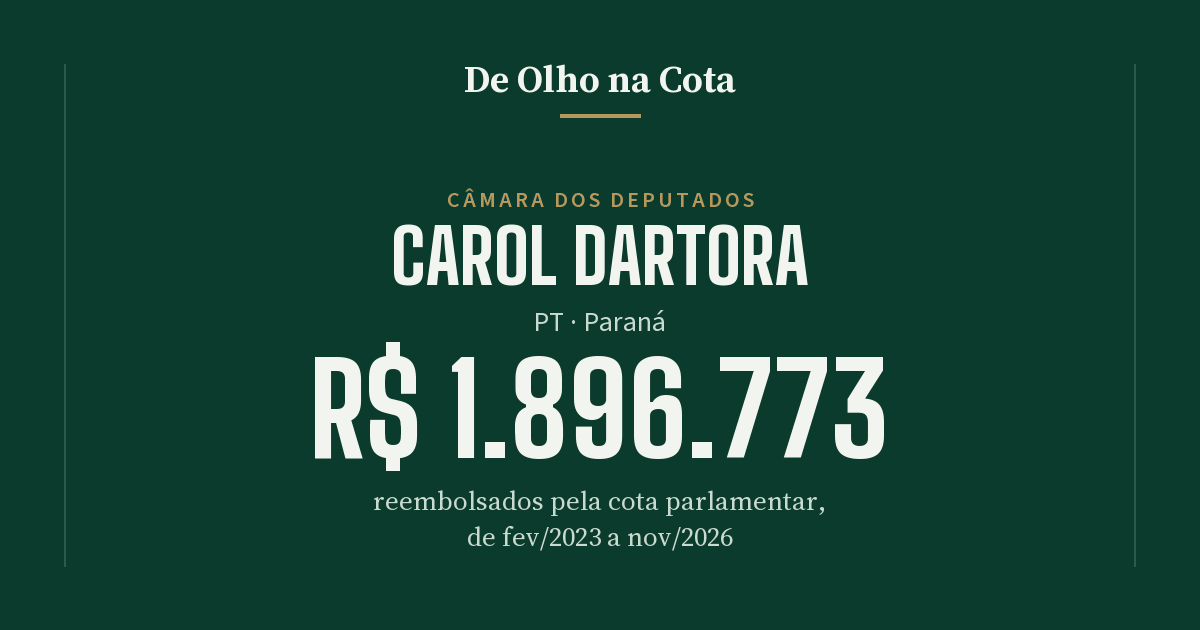 De Olho na Cota
CÂMARA DOS DEPUTADOS
CAROL DARTORA
PT · Paraná
R$ 1.896.773
reembolsados pela cota parlamentar,
de fev/2023 a nov/2026